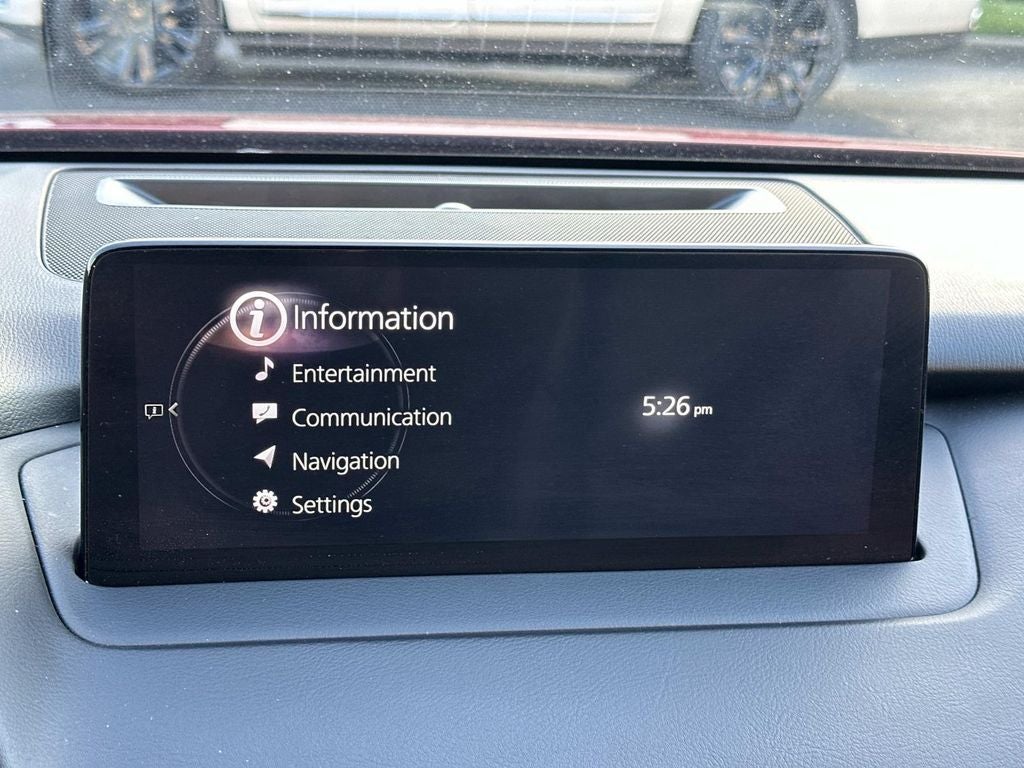 Information
Entertainment
Communication
Navigation
Settings
5:26 pm